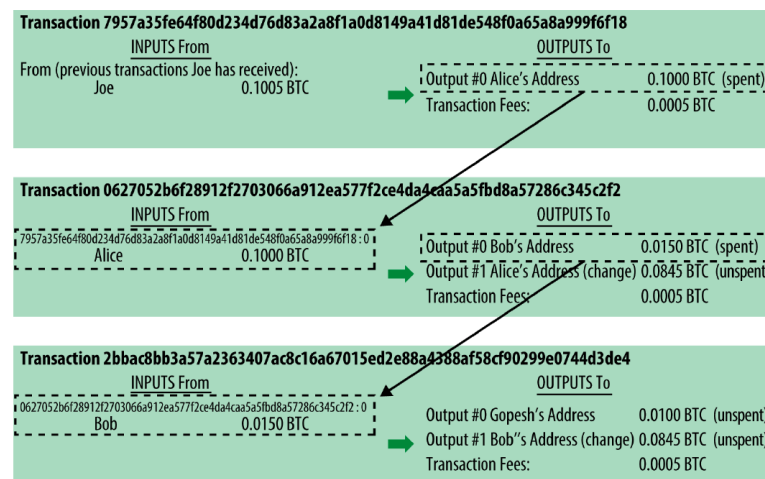 Transaction 7957a35fe64f80d234d76d83a2a8f1a0d8149a41d81de548f0a65a8a999f6f18
INPUTS From
OUTPUTS To
From (previous transactions Joe has received):
Joe 0.1005 BTC
Output #0 Alice's Address 0.1000 BTC (spent)
Transaction Fees: 0.0005 BTC
Transaction 0627052b6f28912f2703066a912ea577f2ce4da4caa5a5fbd8a57286c345c2f2
INPUTS From
OUTPUTS To
7957a35fe64f80d234d76d83a2a8f1a0d8149a41d81de548f0a65a8a999f6f18 : 0
Alice 0.1000 BTC
Output #0 Bob's Address 0.0150 BTC (spent)
Output #1 Alice's Address (change) 0.0845 BTC (unspent
Transaction Fees: 0.0005 BTC
Transaction 2bbac8bb3a57a2363407ac8c16a67015ed2e88a4388af58cf90299e0744d3de4
INPUTS From
OUTPUTS To
0627052b6f28912f2703066a912ea577f2ce4da4caa5a5fbd8a57286c345c2f2 : 0
Bob 0.0150 BTC
Output #0 Gopesh's Address 0.0100 BTC (unspent)
Output #1 Bob"s Address (change) 0.0845 BTC (unspent)
Transaction Fees: 0.0005 BTC